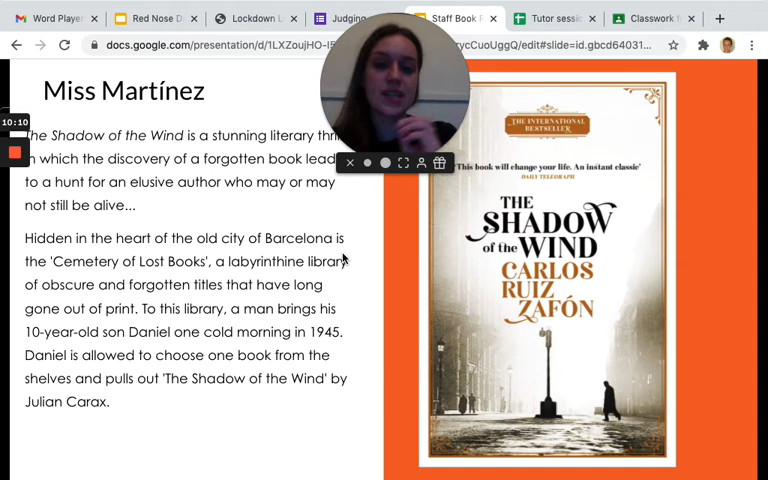 Word Player
Red Nose D
Lockdown L
Judging
Staff Book R
Tutor sessi
Classwork f
docs.google.com/presentation/d/1LXZoujHO-I5
ycCuoUggQ/edit#slide=id.gbcd64031...
10:10
Miss Martínez
The Shadow of the Wind is a stunning literary thri
in which the discovery of a forgotten book lead
to a hunt for an elusive author who may or may
not still be alive...
Hidden in the heart of the old city of Barcelona is
the 'Cemetery of Lost Books', a labyrinthine library
of obscure and forgotten titles that have long
gone out of print. To this library, a man brings his
10-year-old son Daniel one cold morning in 1945.
Daniel is allowed to choose one book from the
shelves and pulls out 'The Shadow of the Wind' by
Julian Carax.
THE INTERNATIONAL
BESTSELLER
'This book will change your life. An instant classic'
DAILY TELEGRAPH
THE
SHADOW
of the WIND
CARLOS
RUIZ
ZAFÓN